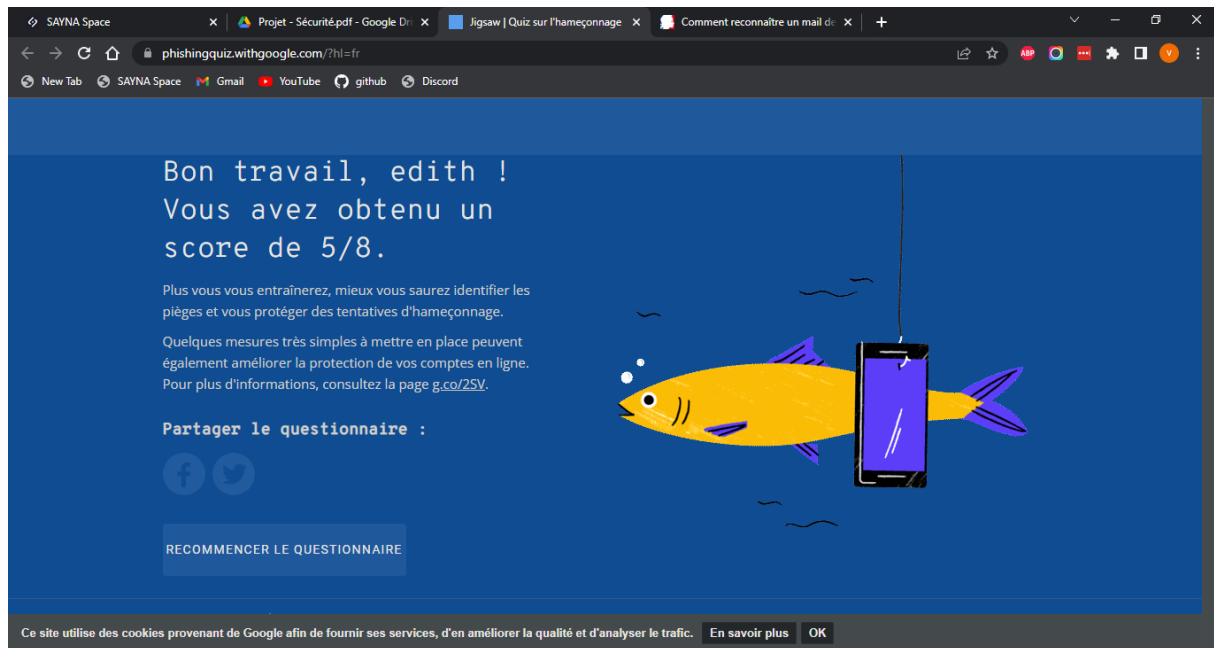 SAYNA Space
Projet - Sécurité.pdf - Google Dri
Jigsaw | Quiz sur l'hameçonnage
Comment reconnaître un mail de
phishingquiz.withgoogle.com/?hl=fr
ABP
V
New Tab
SAYNA Space
Gmail
YouTube
github
Discord
Bon travail, edith !
Vous avez obtenu un
score de 5/8.
Plus vous vous entraînerez, mieux vous saurez identifier les
pièges et vous protéger des tentatives d'hameçonnage.
Quelques mesures très simples à mettre en place peuvent
également améliorer la protection de vos comptes en ligne.
Pour plus d'informations, consultez la page g.co/2SV.
Partager le questionnaire :
RECOMMENCER LE QUESTIONNAIRE
Ce site utilise des cookies provenant de Google afin de fournir ses services, d'en améliorer la qualité et d'analyser le trafic. En savoir plus OK